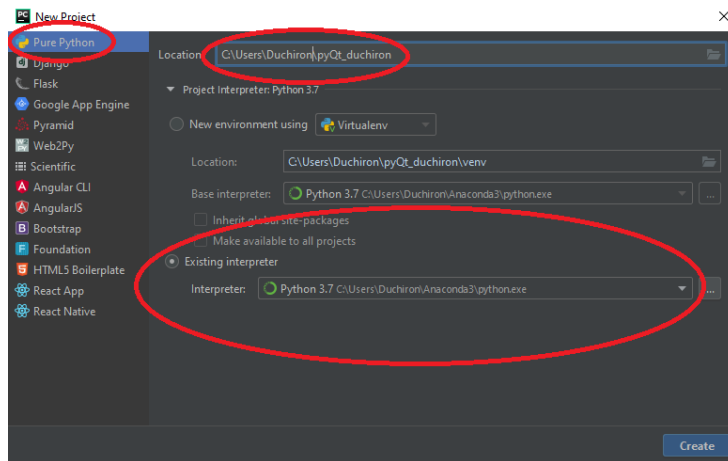 New Project
Pure Python
Django
Flask
Google App Engine
Pyramid
Web2Py
Scientific
Angular CLI
AngularJS
Bootstrap
Foundation
HTML5 Boilerplate
React App
React Native
Location: C:\Users\Duchiron\pyQt_duchiron
Project Interpreter: Python 3.7
New environment using Virtualenv
Location: C:\Users\Duchiron\pyQt_duchiron\venv
Base interpreter: Python 3.7 C:\Users\Duchiron\Anaconda3\python.exe ...
Inherit global site-packages
Make available to all projects
Existing interpreter
Interpreter: Python 3.7 C:\Users\Duchiron\Anaconda3\python.exe ...
Create